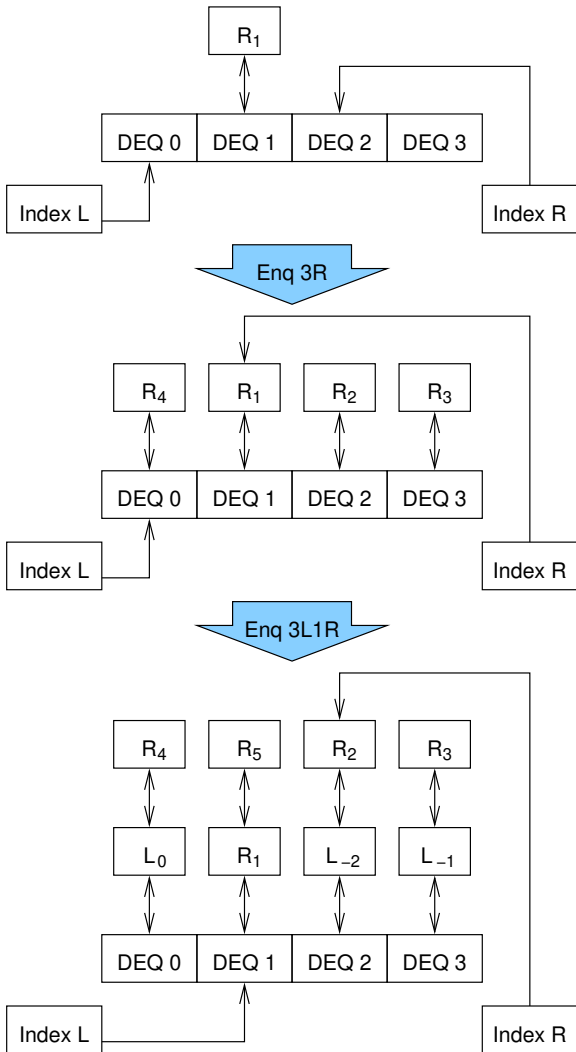 R₁
DEQ 0 DEQ 1 DEQ 2 DEQ 3
Index L Index R
Enq 3R
R₄ R₁ R₂ R₃
DEQ 0 DEQ 1 DEQ 2 DEQ 3
Index L Index R
Enq 3L1R
R₄ R₅ R₂ R₃
L₀ R₁ L₋₂ L₋₁
DEQ 0 DEQ 1 DEQ 2 DEQ 3
Index L Index R